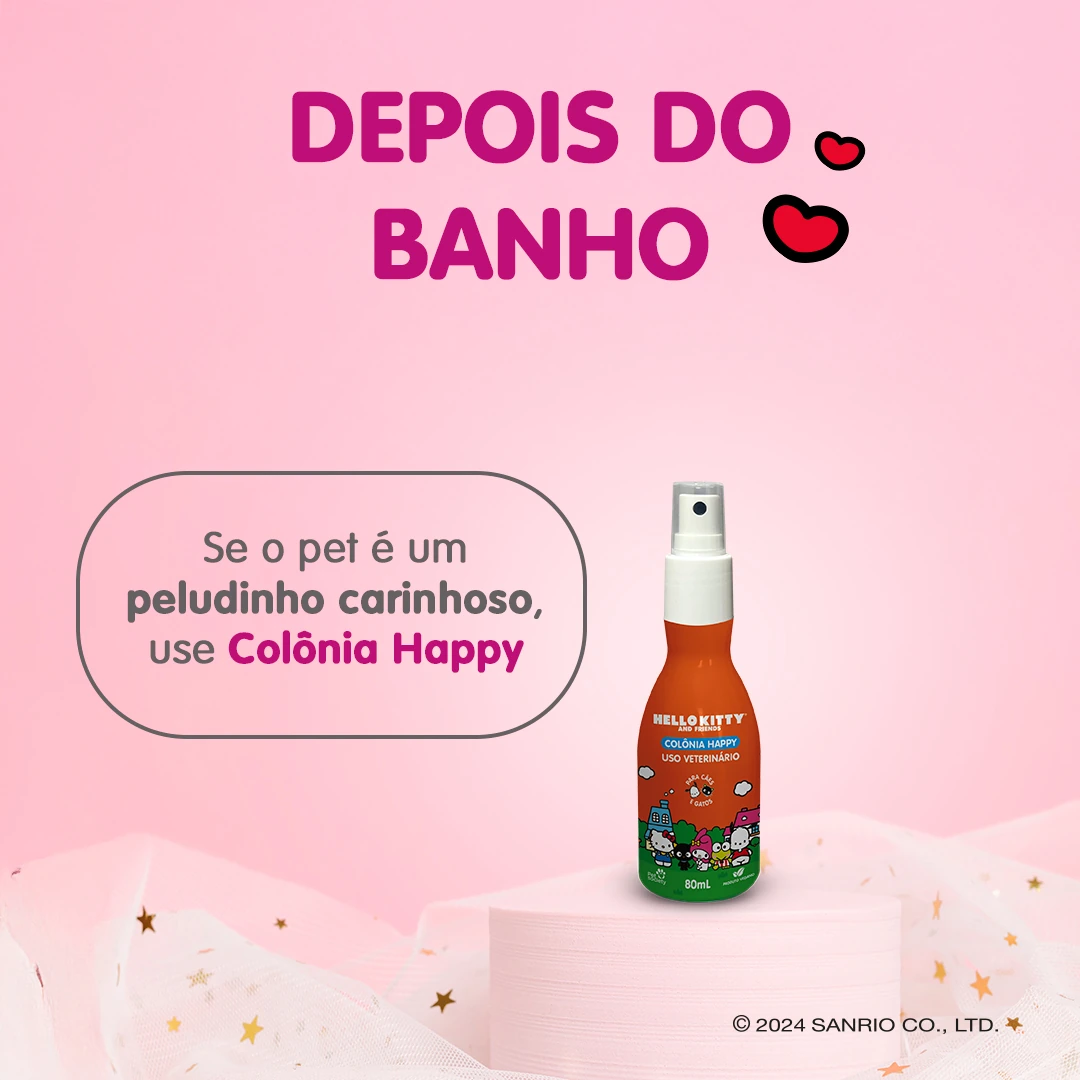 DEPOIS DO
BANHO
Se o pet é um
peludinho carinhoso,
use Colônia Happy
HELLO KITTY
AND FRIENDS
COLÔNIA HAPPY
USO VETERINÁRIO
PARA CÃES
E GATOS
80mL
© 2024 SANRIO CO., LTD.